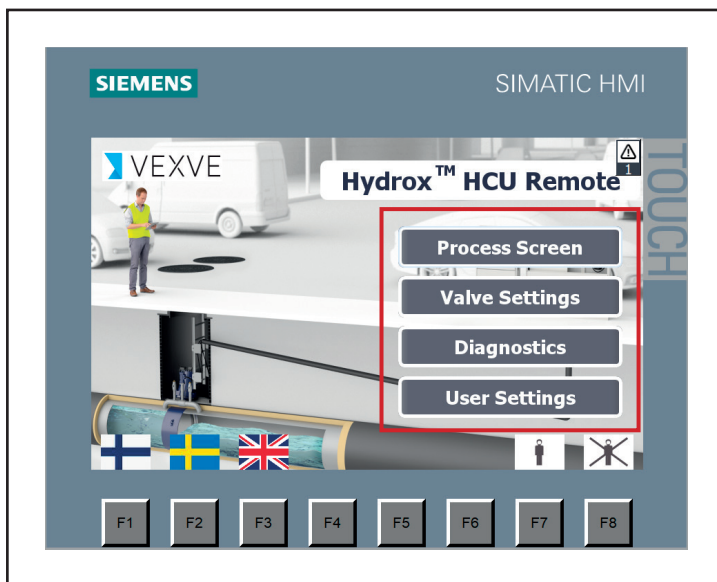 SIEMENS
SIMATIC HMI
TOUCH
VEXVE
Hydrox™ HCU Remote
1
Process Screen
Valve Settings
Diagnostics
User Settings
F1 F2 F3 F4 F5 F6 F7 F8